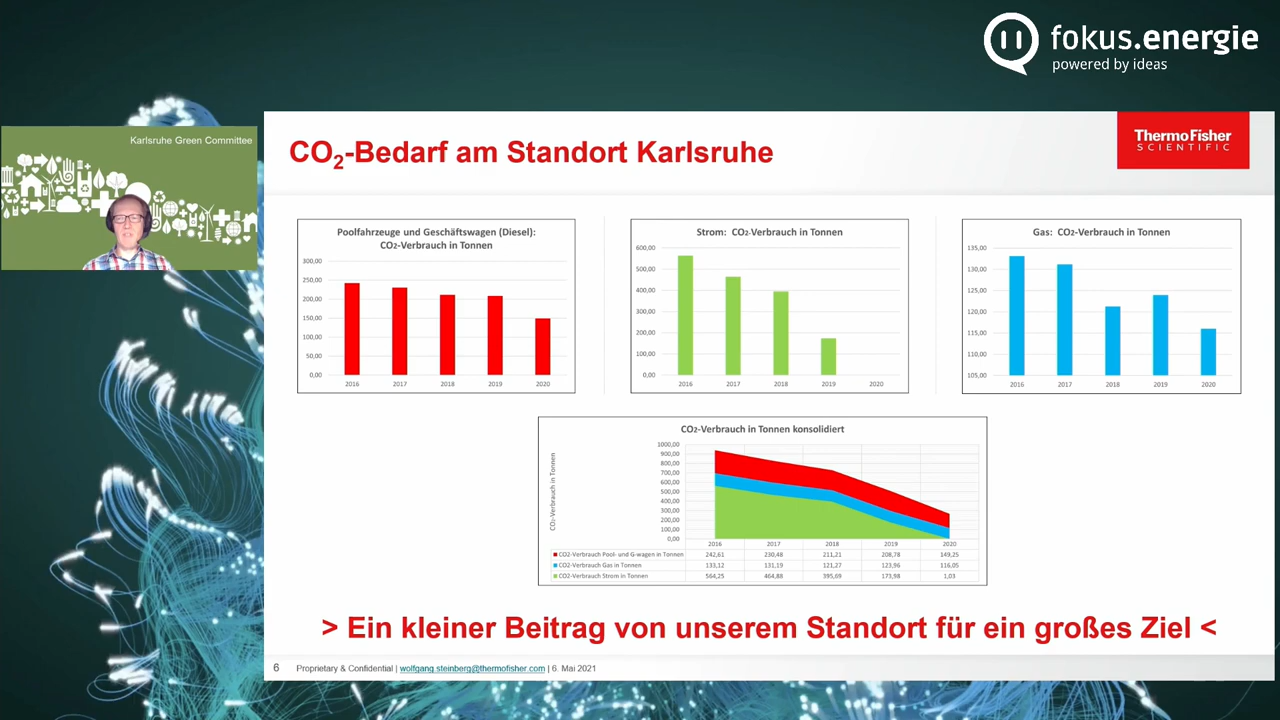 fokus.energie
powered by ideas
Karlsruhe Green Committee
CO2-Bedarf am Standort Karlsruhe
ThermoFisher
SCIENTIFIC
Poolfahrzeuge und Geschäftswagen (Diesel):
CO2-Verbrauch in Tonnen
300,00
250,00
200,00
150,00
100,00
50,00
0,00
2016 2017 2018 2019 2020
Strom: CO2-Verbrauch in Tonnen
600,00
500,00
400,00
300,00
200,00
100,00
0,00
2016 2017 2018 2019 2020
Gas: CO2-Verbrauch in Tonnen
135,00
130,00
125,00
120,00
115,00
110,00
105,00
2016 2017 2018 2019 2020
CO2-Verbrauch in Tonnen konsolidiert
CO2-Verbrauch in Tonnen
1000,00
900,00
800,00
700,00
600,00
500,00
400,00
300,00
200,00
100,00
0,00
2016 2017 2018 2019 2020
CO2-Verbrauch Pool- und G-wagen in Tonnen 242,61 230,48 211,21 208,78 149,25
CO2-Verbrauch Gas in Tonnen 133,12 131,19 121,27 123,96 116,05
CO2-Verbrauch Strom in Tonnen 564,25 464,88 395,69 173,98 1,03
> Ein kleiner Beitrag von unserem Standort für ein großes Ziel <
6 Proprietary & Confidential | wolfgang.steinberg@thermofisher.com | 6. Mai 2021